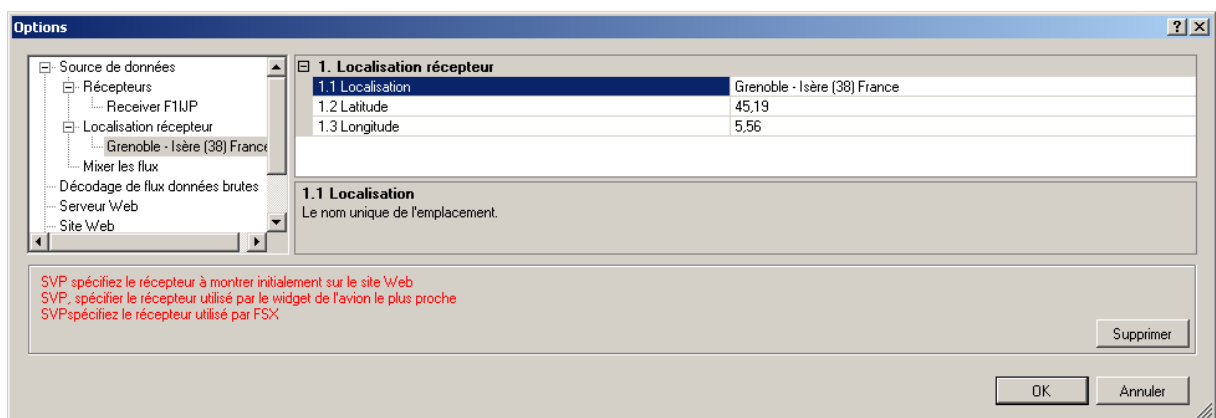 Options
Source de données
Récepteurs
Receiver F1IJP
Localisation récepteur
Grenoble - Isère (38) France
Mixer les flux
Décodage de flux données brutes
Serveur Web
Site Web
1. Localisation récepteur
1.1 Localisation Grenoble - Isère (38) France
1.2 Latitude 45,19
1.3 Longitude 5,56
1.1 Localisation
Le nom unique de l'emplacement.
SVP spécifiez le récepteur à montrer initialement sur le site Web
SVP, spécifier le récepteur utilisé par le widget de l'avion le plus proche
SVPspécifiez le récepteur utilisé par FSX
Supprimer
OK Annuler